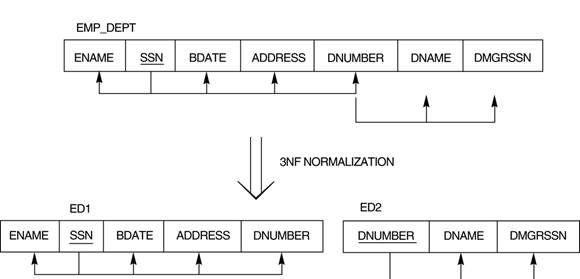 EMP_DEPT
ENAME SSN BDATE ADDRESS DNUMBER DNAME DMGRSSN
3NF NORMALIZATION
ED1 ED2
ENAME SSN BDATE ADDRESS DNUMBER DNUMBER DNAME DMGRSSN